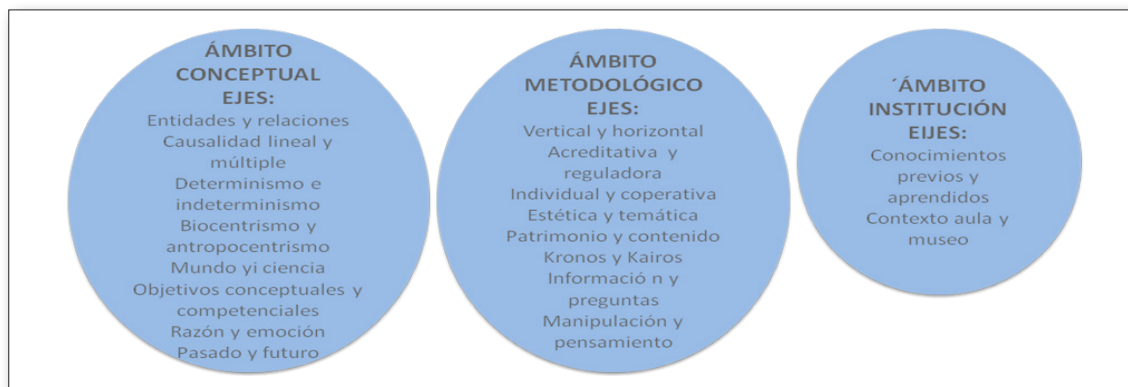 ÁMBITO
CONCEPTUAL
EJES:
Entidades y relaciones
Causalidad lineal y
múltiple
Determinismo e
indeterminismo
Biocentrismo y
antropocentrismo
Mundo yi ciencia
Objetivos conceptuales y
competenciales
Razón y emoción
Pasado y futuro
ÁMBITO
METODOLÓGICO
EJES:
Vertical y horizontal
Acreditativa y
reguladora
Individual y coperativa
Estética y temática
Patrimonio y contenido
Kronos y Kairos
Informació n y
preguntas
Manipulación y
pensamiento
´ÁMBITO
INSTITUCIÓN
EIJES:
Conocimientos
previos y
aprendidos
Contexto aula y
museo